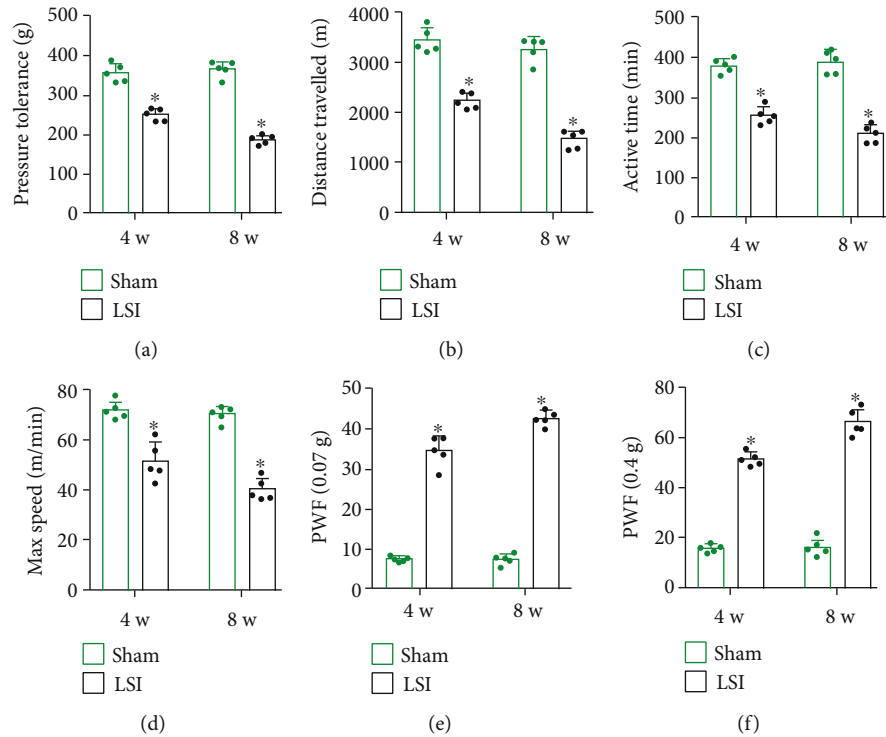 Pressure tolerance (g)
500
400
300
200
100
0
*
*
4 w
8 w
Sham
LSI
(a)
Distance travelled (m)
4000
3000
2000
1000
0
*
*
4 w
8 w
Sham
LSI
(b)
Active time (min)
500
400
300
200
100
0
*
*
4 w
8 w
Sham
LSI
(c)
Max speed (m/min)
80
60
40
20
0
*
*
4 w
8 w
Sham
LSI
(d)
PWF (0.07 g)
50
40
30
20
10
0
*
*
4 w
8 w
Sham
LSI
(e)
PWF (0.4 g)
80
60
40
20
0
*
*
4 w
8 w
Sham
LSI
(f)